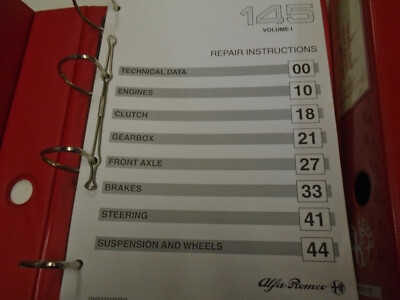 145
VOLUME I
REPAIR INSTRUCTIONS
TECHNICAL DATA 00
ENGINES 10
CLUTCH 18
GEARBOX 21
FRONT AXLE 27
BRAKES 33
STEERING 41
SUSPENSION AND WHEELS 44
Alfa Romeo